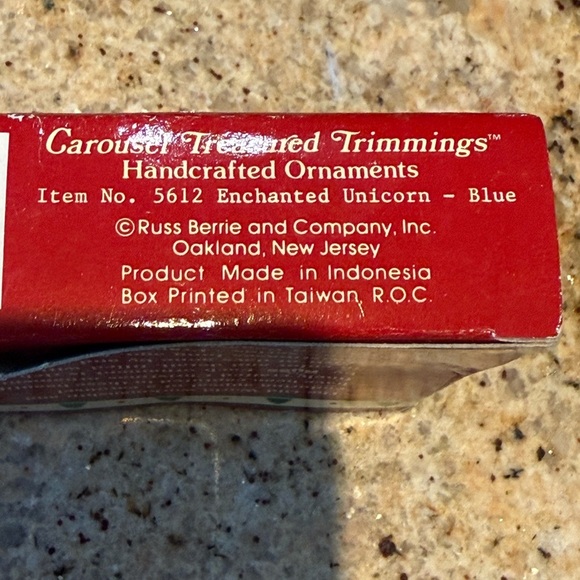 Carousel Treasured Trimmings™
Handcrafted Ornaments
Item No. 5612 Enchanted Unicorn – Blue
©Russ Berrie and Company, Inc.
Oakland, New Jersey
Product Made in Indonesia
Box Printed in Taiwan, R.O.C.